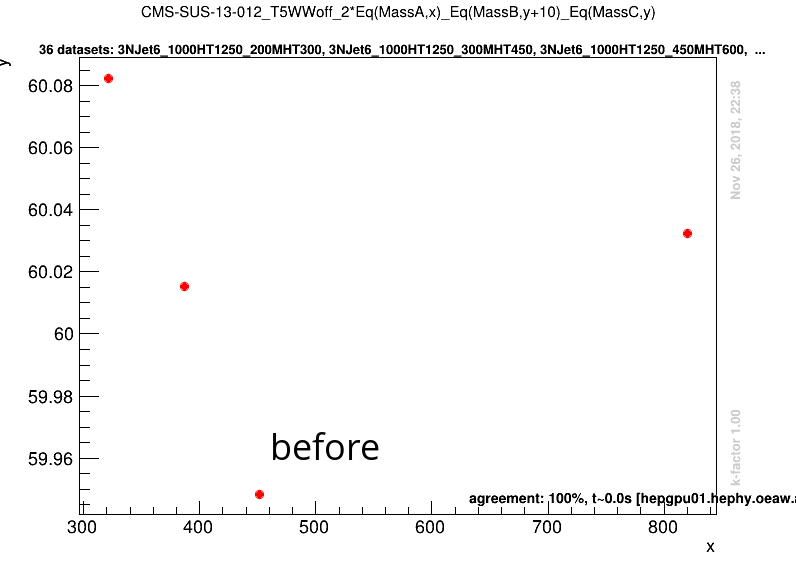 CMS-SUS-13-012_T5WWoff_2*Eq(MassA,x)_Eq(MassB,y+10)_Eq(MassC,y)
36 datasets: 3NJet6_1000HT1250_200MHT300, 3NJet6_1000HT1250_300MHT450, 3NJet6_1000HT1250_450MHT600, ...
y
60.08
60.06
60.04
60.02
60
59.98
59.96
Nov 26, 2018, 22:38
k-factor 1.00
before
agreement: 100%, t~0.0s [hepgpu01.hephy.oeaw.a
300 400 500 600 700 800
x